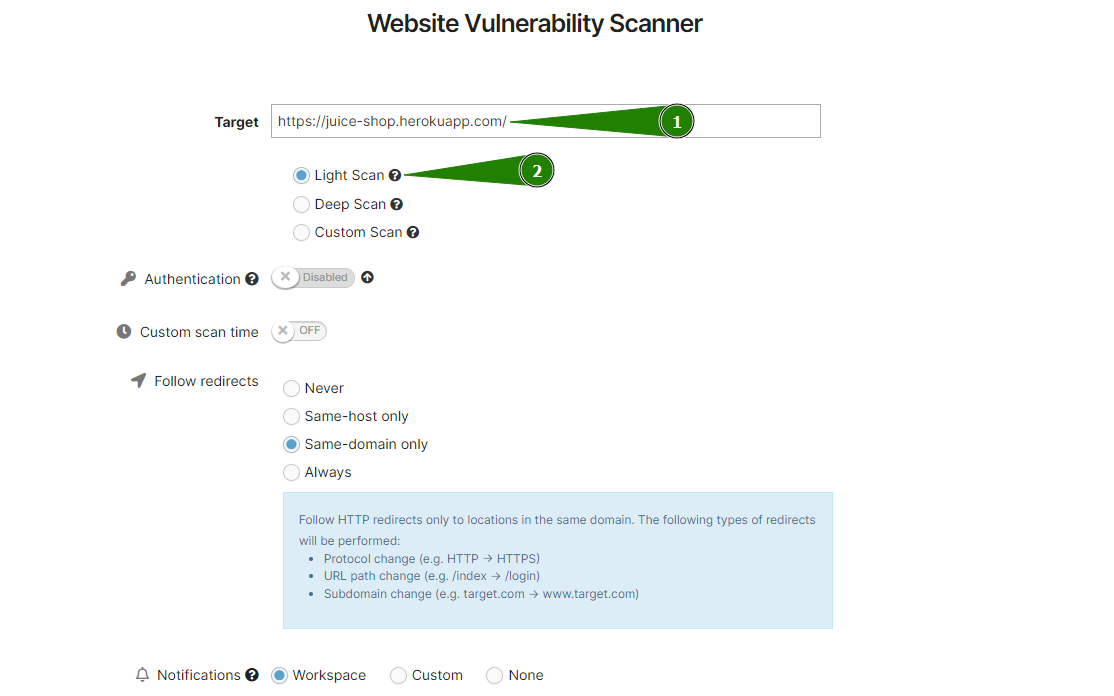 Website Vulnerability Scanner
Target https://juice-shop.herokuapp.com/ 1
Light Scan ? 2
Deep Scan ?
Custom Scan ?
Authentication ? Disabled
Custom scan time OFF
Follow redirects
Never
Same-host only
Same-domain only
Always
Follow HTTP redirects only to locations in the same domain. The following types of redirects
will be performed:
• Protocol change (e.g. HTTP → HTTPS)
• URL path change (e.g. /index → /login)
• Subdomain change (e.g. target.com → www.target.com)
Notifications ? Workspace Custom None